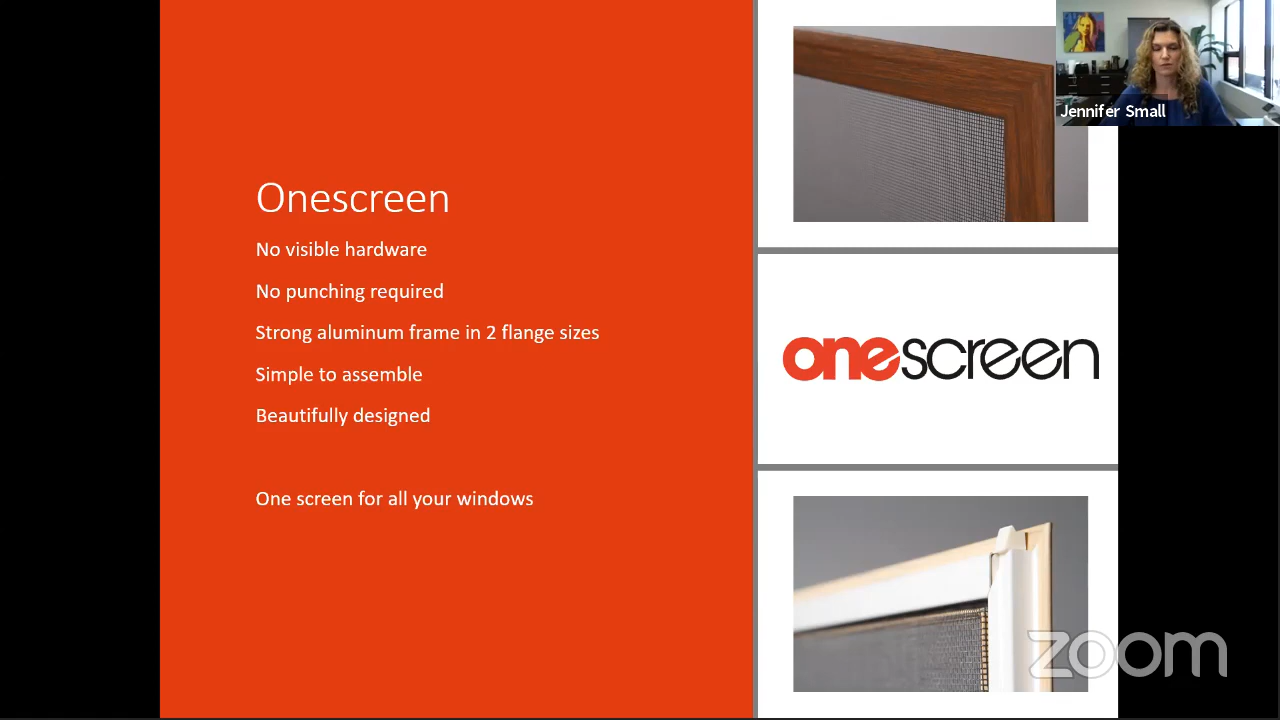 Onescreen
No visible hardware
No punching required
Strong aluminum frame in 2 flange sizes
Simple to assemble
Beautifully designed
One screen for all your windows
onescreen
Jennifer Small
zoom